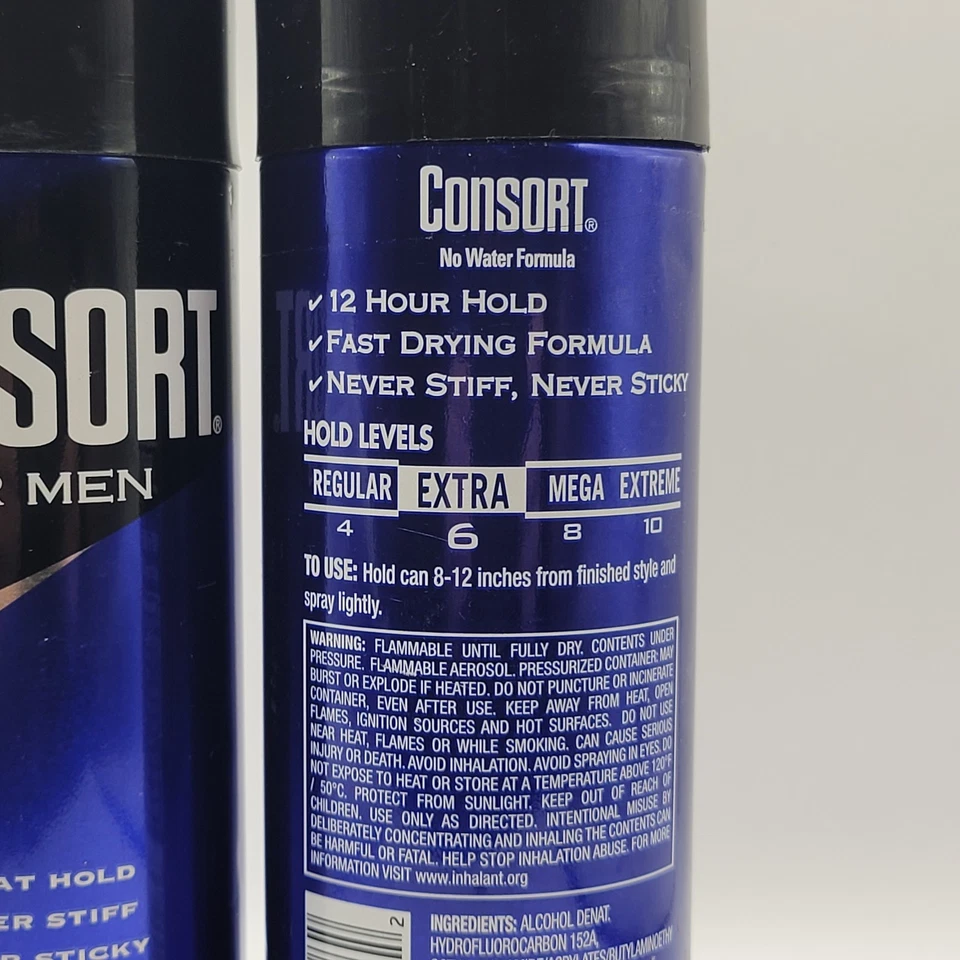 SORT®
MEN
AT HOLD
ER STIFF
STICKY
CONSORT®
No Water Formula
✓12 HOUR HOLD
✓FAST DRYING FORMULA
✓NEVER STIFF, NEVER STICKY
HOLD LEVELS
REGULAR EXTRA MEGA EXTREME
4 6 8 10
TO USE: Hold can 8-12 inches from finished style and
spray lightly.
WARNING: FLAMMABLE UNTIL FULLY DRY. CONTENTS UNDER
PRESSURE. FLAMMABLE AEROSOL. PRESSURIZED CONTAINER: MAY
BURST OR EXPLODE IF HEATED. DO NOT PUNCTURE OR INCINERATE
CONTAINER, EVEN AFTER USE. KEEP AWAY FROM HEAT, OPEN
FLAMES, IGNITION SOURCES AND HOT SURFACES. DO NOT USE
NEAR HEAT, FLAMES OR WHILE SMOKING. CAN CAUSE SERIOUS
INJURY OR DEATH. AVOID INHALATION. AVOID SPRAYING IN EYES. DO
NOT EXPOSE TO HEAT OR STORE AT A TEMPERATURE ABOVE 120°F
/ 50°C. PROTECT FROM SUNLIGHT. KEEP OUT OF REACH OF
CHILDREN. USE ONLY AS DIRECTED. INTENTIONAL MISUSE BY
DELIBERATELY CONCENTRATING AND INHALING THE CONTENTS CAN
BE HARMFUL OR FATAL. HELP STOP INHALATION ABUSE. FOR MORE
INFORMATION VISIT www.inhalant.org
2
INGREDIENTS: ALCOHOL DENAT,
HYDROFLUOROCARBON 152A,
/ACRYLATES/BUTYLAMINOETHY